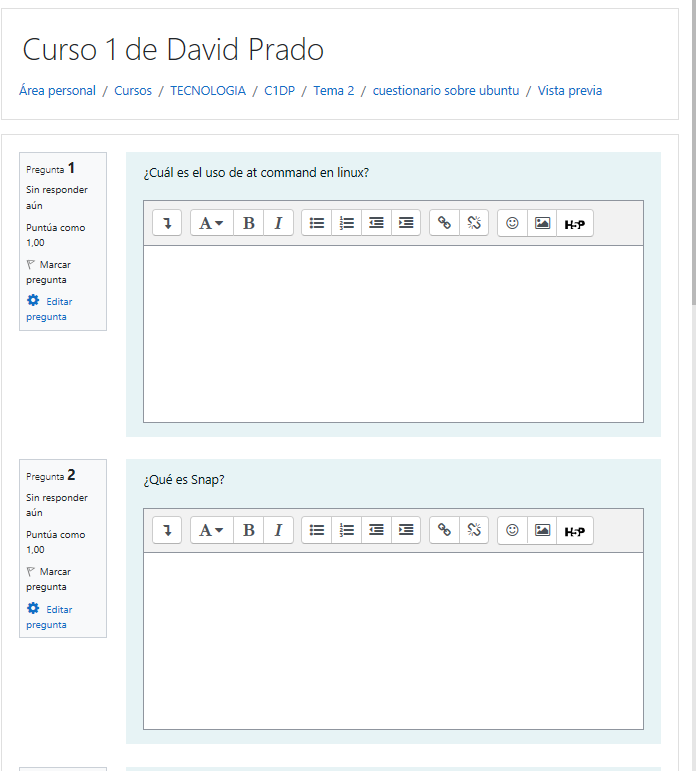 Curso 1 de David Prado
Área personal / Cursos / TECNOLOGIA / C1DP / Tema 2 / cuestionario sobre ubuntu / Vista previa
Pregunta 1
Sin responder
aún
Puntúa como
1,00
Marcar
pregunta
Editar
pregunta
¿Cuál es el uso de at command en linux?
A B I
H5P
Pregunta 2
Sin responder
aún
Puntúa como
1,00
Marcar
pregunta
Editar
pregunta
¿Qué es Snap?
A B I
H5P